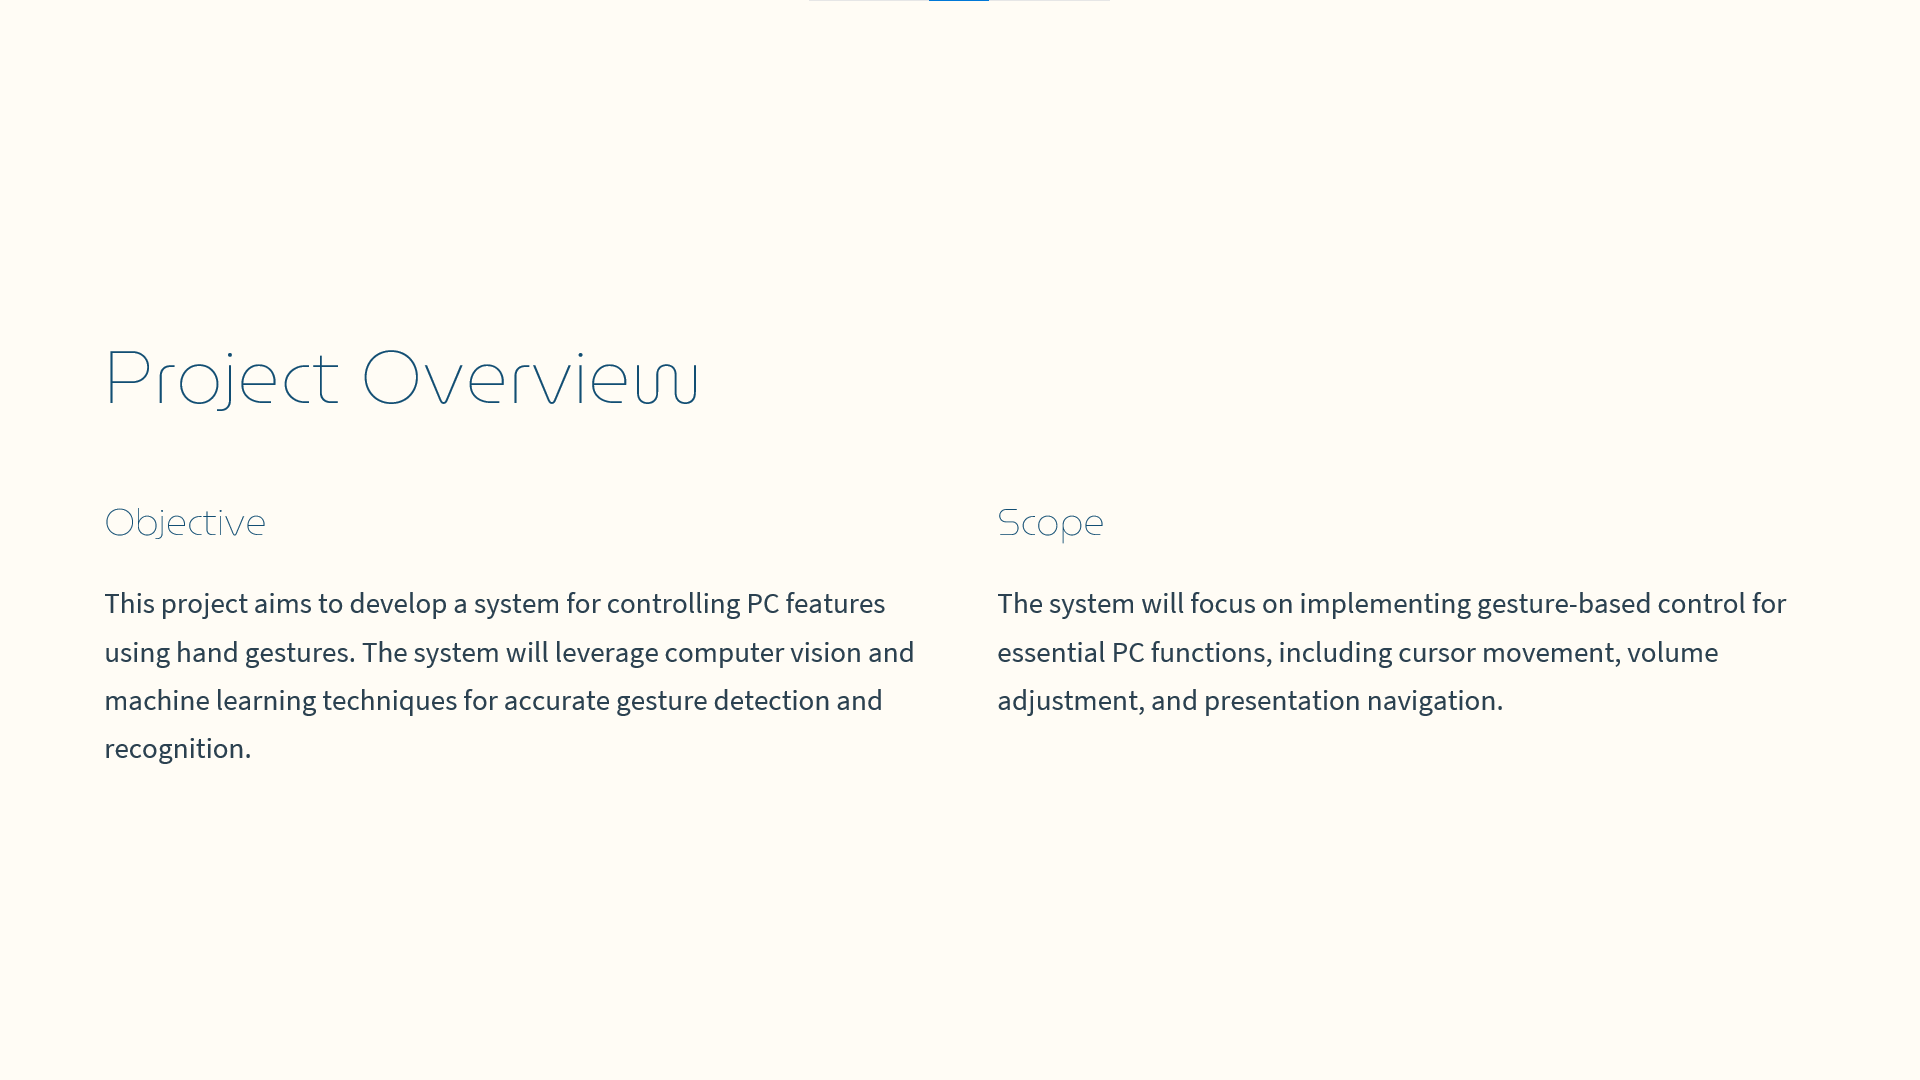 Project Overview
Objective
This project aims to develop a system for controlling PC features
using hand gestures. The system will leverage computer vision and
machine learning techniques for accurate gesture detection and
recognition.
Scope
The system will focus on implementing gesture-based control for
essential PC functions, including cursor movement, volume
adjustment, and presentation navigation.